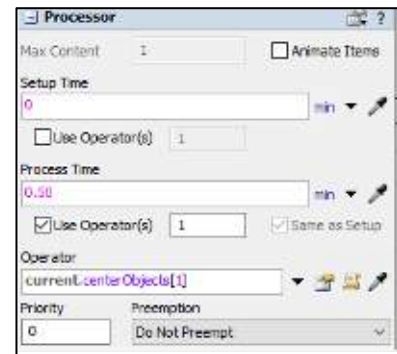 Processor ?
Max Content 1 Animate Items
Setup Time
0 min
Use Operator(s) 1
Process Time
0.50 min
Use Operator(s) 1 Same as Setup
Operator
current.centerObjects[1]
Priority Preemption
0 Do Not Preempt